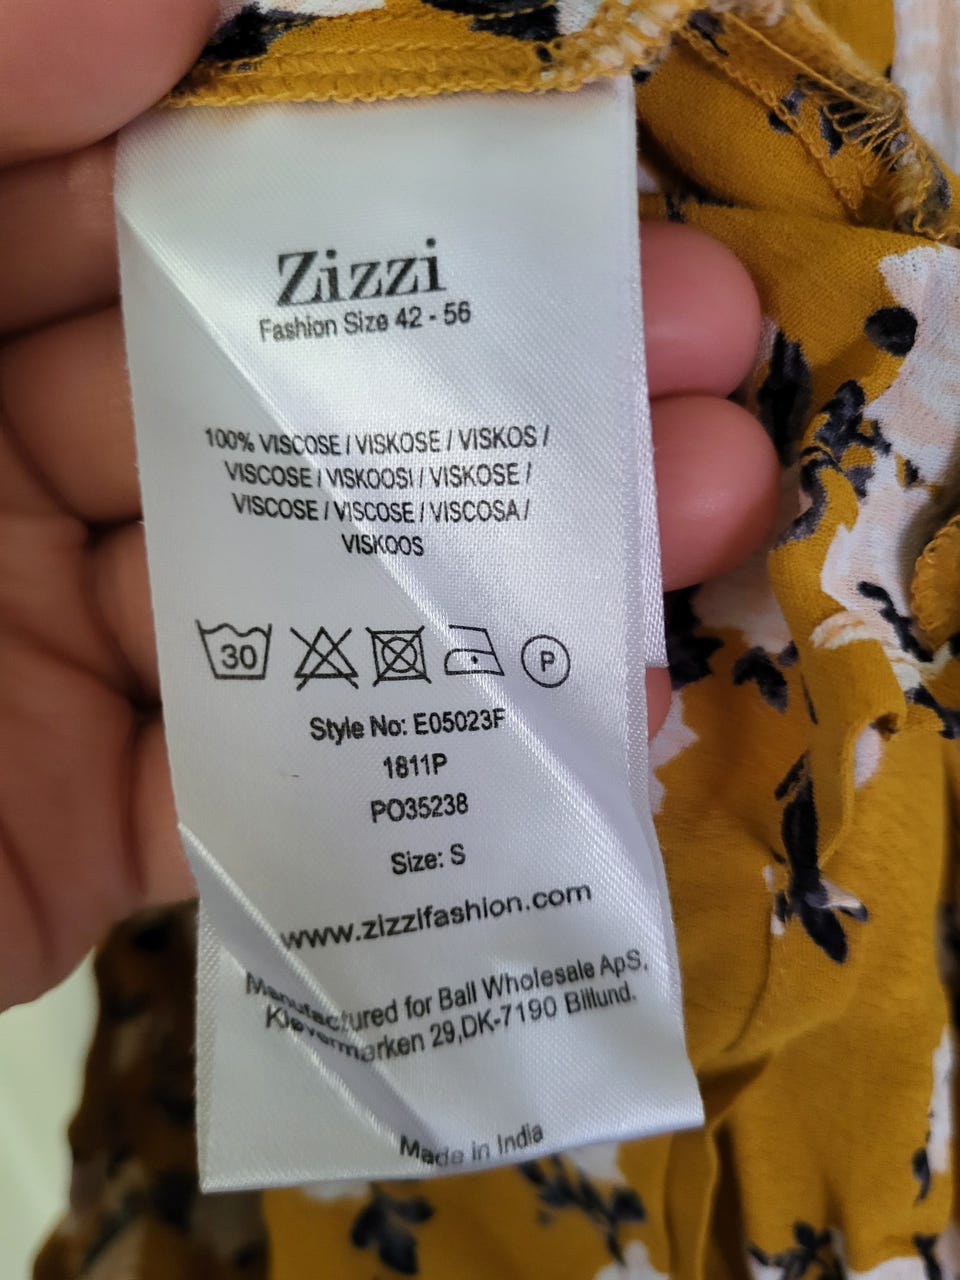 Zizzi
Fashion Size 42 - 56
100% VISCOSE / VISKOSE / VISKOS /
VISCOSE / VISKOOSI / VISKOSE /
VISCOSE / VISCOSE / VISCOSA /
VISKOOS
30
P
Style No: E05023F
1811P
PO35238
Size: S
www.zizzifashion.com
Manufactured for Ball Wholesale ApS,
Kløvermarken 29,DK-7190 Billund.
Made in India